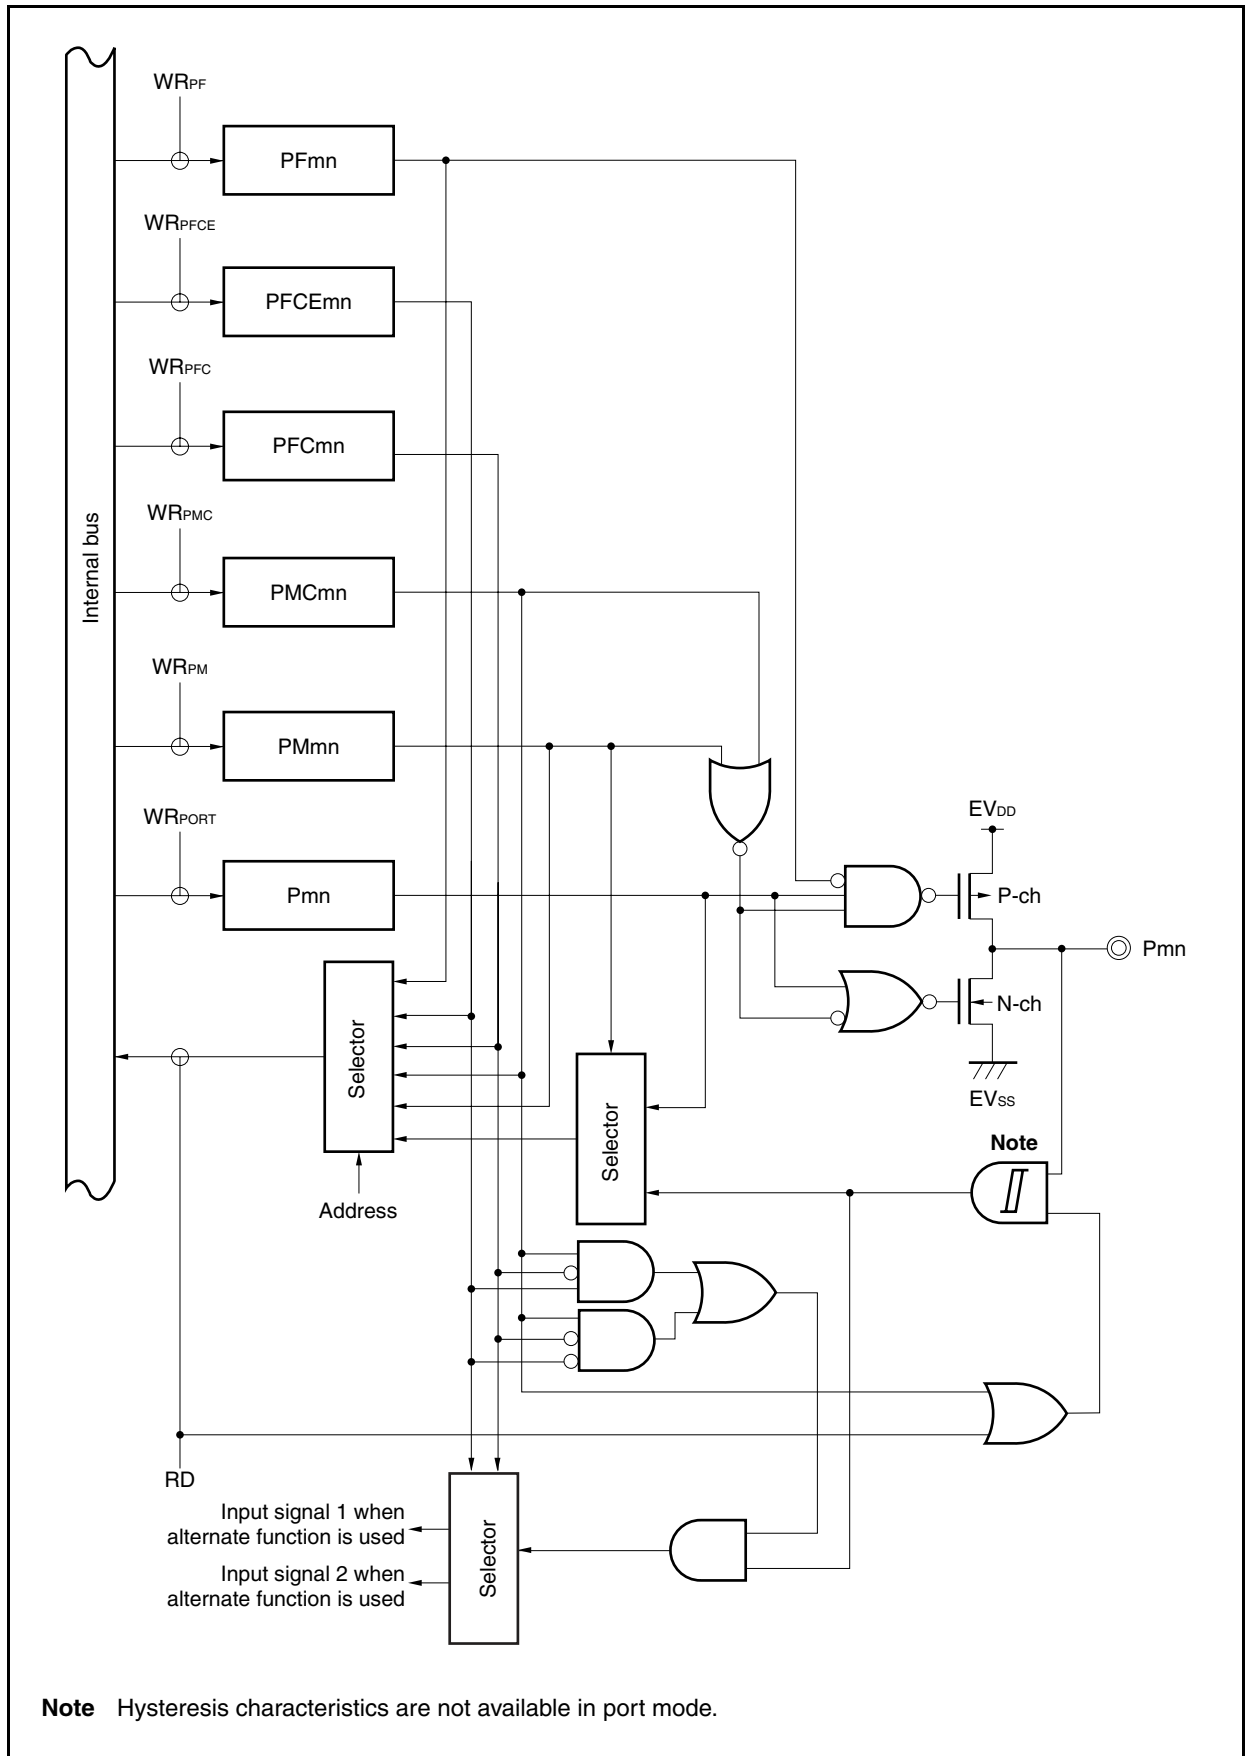 WRPF
PFmn
WRPFCE
PFCEmn
WRPFC
PFCmn
WRPMC
PMCmn
Internal bus
WRPM
PMmn
WRPORT
Pmn
EVDD
P-ch
Pmn
N-ch
EVSS
Selector
Selector
Address
Note
RD
Input signal 1 when
alternate function is used
Input signal 2 when
alternate function is used
Selector
Note Hysteresis characteristics are not available in port mode.